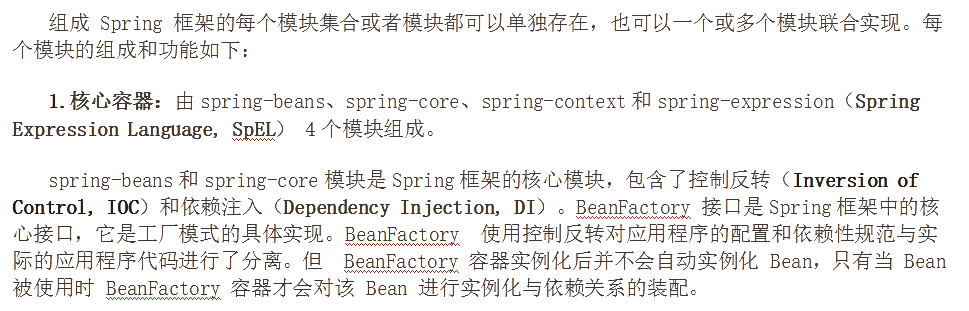 组成 Spring 框架的每个模块集合或者模块都可以单独存在，也可以一个或多个模块联合实现。每
个模块的组成和功能如下：
1.核心容器：由 spring-beans、spring-core、spring-context 和 spring-expression（Spring
Expression Language, SpEL） 4 个模块组成。
spring-beans 和 spring-core 模块是 Spring 框架的核心模块，包含了控制反转（Inversion of
Control, IOC）和依赖注入（Dependency Injection, DI）。BeanFactory 接口是 Spring 框架中的核
心接口，它是工厂模式的具体实现。BeanFactory 使用控制反转对应用程序的配置和依赖性规范与实
际的应用程序代码进行了分离。但 BeanFactory 容器实例化后并不会自动实例化 Bean，只有当 Bean
被使用时 BeanFactory 容器才会对该 Bean 进行实例化与依赖关系的装配。